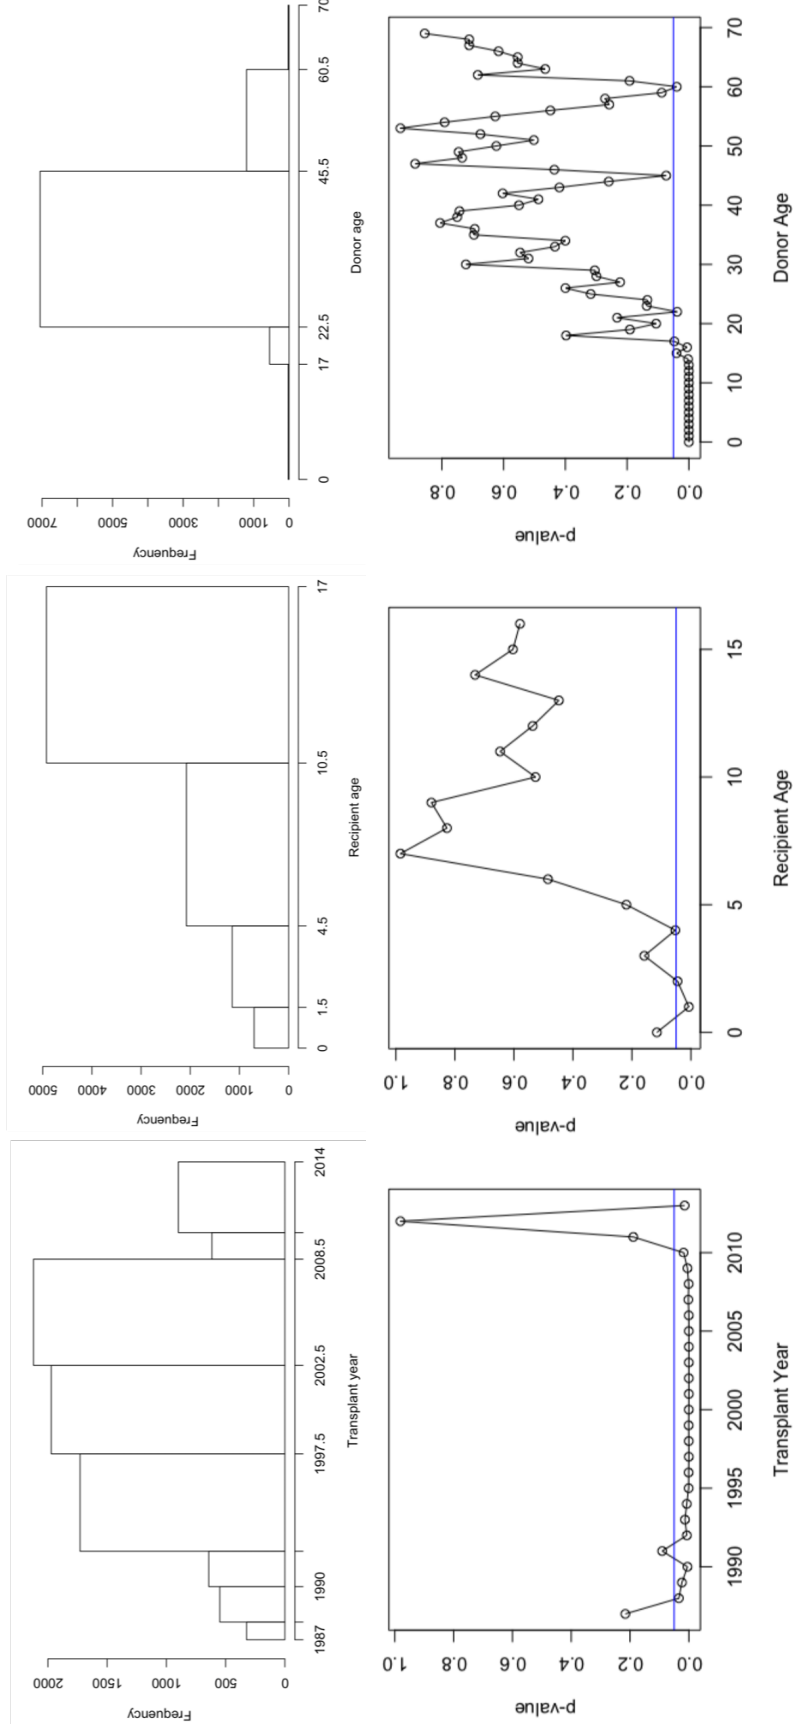 0 17 22.5 45.5 60.5 70
Donor age
0 1000 3000 5000 7000
Frequency
0 10 20 30 40 50 60 70
Donor Age
0.0 0.2 0.4 0.6 0.8
p-value
0 1.5 4.5 10.5 17
Recipient age
0 1000 2000 3000 4000 5000
Frequency
0 5 10 15
Recipient Age
0.0 0.2 0.4 0.6 0.8 1.0
p-value
1987 1990 1997.5 2002.5 2008.5 2014
Transplant year
0 500 1000 1500 2000
Frequency
1990 1995 2000 2005 2010
Transplant Year
0.0 0.2 0.4 0.6 0.8 1.0
p-value